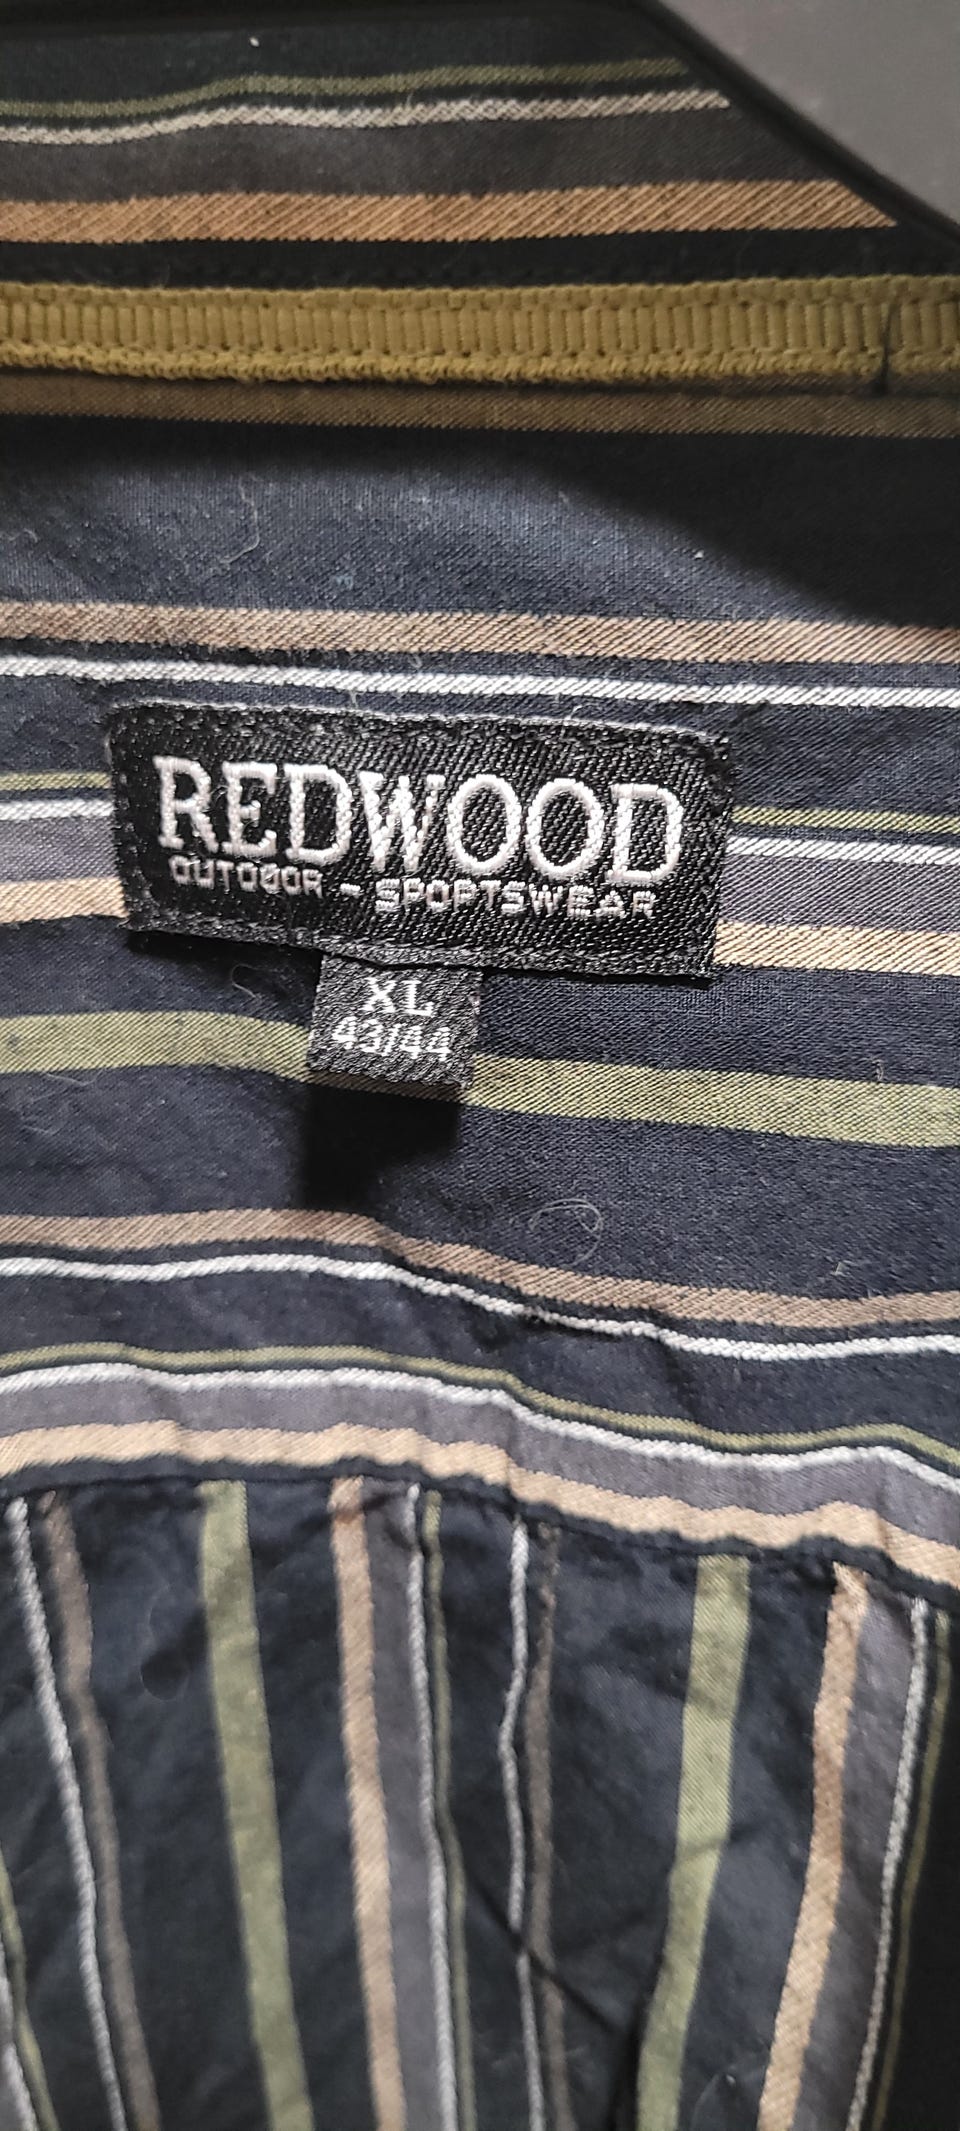 REDWOOD
OUTDOOR - SPORTSWEAR
XL
43/44